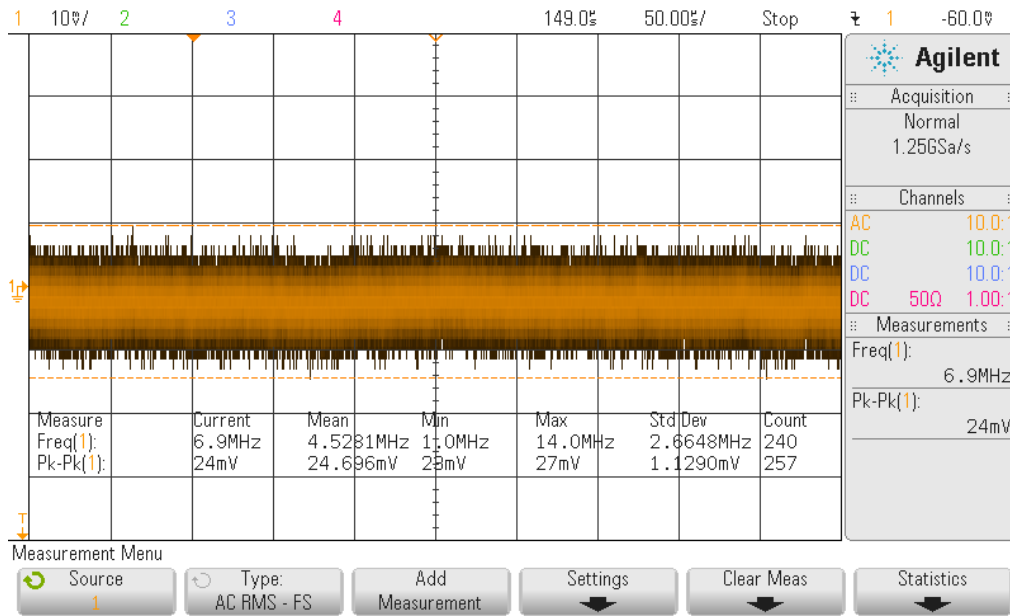 1 10V/ 2 3 4 149.0s 50.00s/ Stop 1 -60.0V
Agilent
Acquisition
Normal
1.25GSa/s
Channels
AC 10.0:1
DC 10.0:1
DC 10.0:1
DC 50Ω 1.00:1
Measurements
Freq(1):
6.9MHz
Pk-Pk(1):
24mV
1
T
Measure Current Mean Min Max Std Dev Count
Freq(1): 6.9MHz 4.5281MHz 1.0MHz 14.0MHz 2.6648MHz 240
Pk-Pk(1): 24mV 24.696mV 23mV 27mV 1.1290mV 257
Measurement Menu
Source
1
Type:
AC RMS - FS
Add
Measurement
Settings
Clear Meas
Statistics